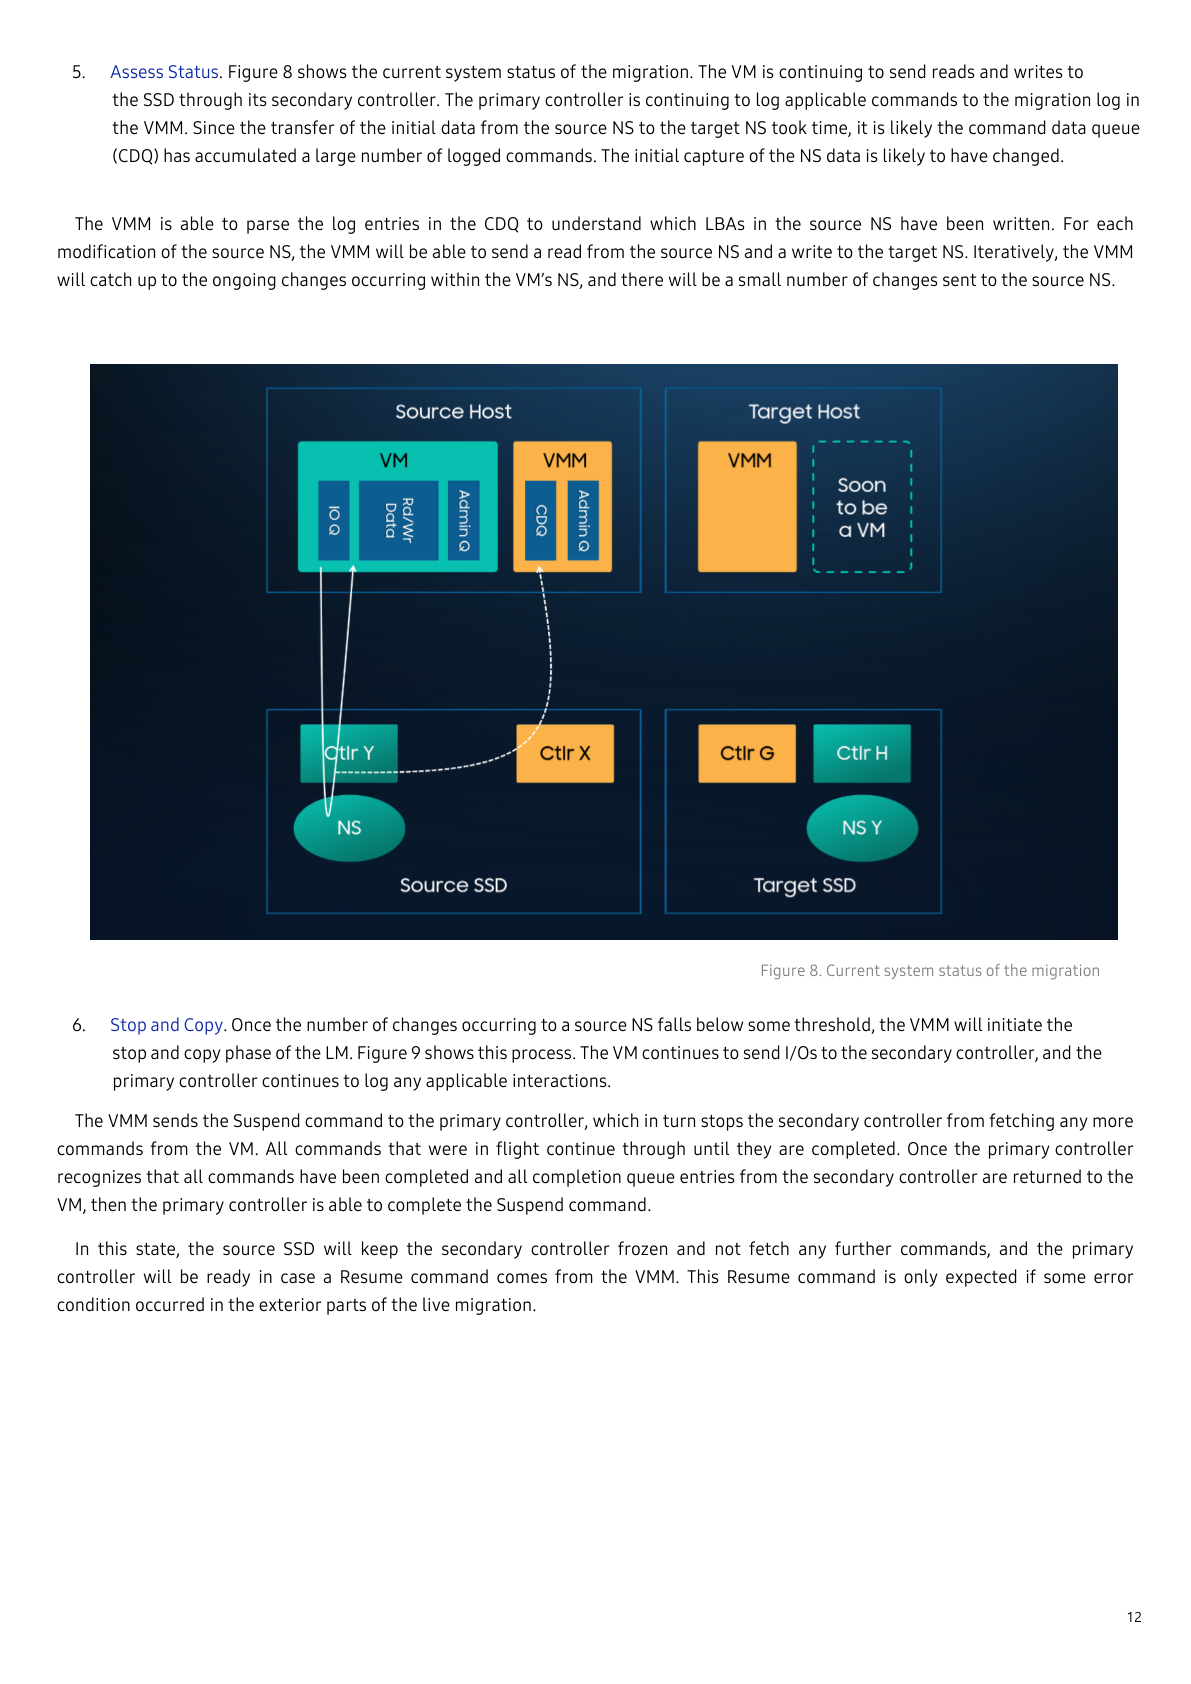 5. Assess Status. Figure 8 shows the current system status of the migration. The VM is continuing to send reads and writes to
the SSD through its secondary controller. The primary controller is continuing to log applicable commands to the migration log in
the VMM. Since the transfer of the initial data from the source NS to the target NS took time, it is likely the command data queue
(CDQ) has accumulated a large number of logged commands. The initial capture of the NS data is likely to have changed.
The VMM is able to parse the log entries in the CDQ to understand which LBAs in the source NS have been written. For each
modification of the source NS, the VMM will be able to send a read from the source NS and a write to the target NS. Iteratively, the VMM
will catch up to the ongoing changes occurring within the VM’s NS, and there will be a small number of changes sent to the source NS.
Source Host
VM
IO Q
Rd/Wr
Data
Admin Q
VMM
CDQ
Admin Q
Target Host
VMM
Soon
to be
a VM
Ctlr Y
Ctlr X
NS
Source SSD
Ctlr G
Ctlr H
NS Y
Target SSD
Figure 8. Current system status of the migration
6. Stop and Copy. Once the number of changes occurring to a source NS falls below some threshold, the VMM will initiate the
stop and copy phase of the LM. Figure 9 shows this process. The VM continues to send I/Os to the secondary controller, and the
primary controller continues to log any applicable interactions.
The VMM sends the Suspend command to the primary controller, which in turn stops the secondary controller from fetching any more
commands from the VM. All commands that were in flight continue through until they are completed. Once the primary controller
recognizes that all commands have been completed and all completion queue entries from the secondary controller are returned to the
VM, then the primary controller is able to complete the Suspend command.
In this state, the source SSD will keep the secondary controller frozen and not fetch any further commands, and the primary
controller will be ready in case a Resume command comes from the VMM. This Resume command is only expected if some error
condition occurred in the exterior parts of the live migration.
12